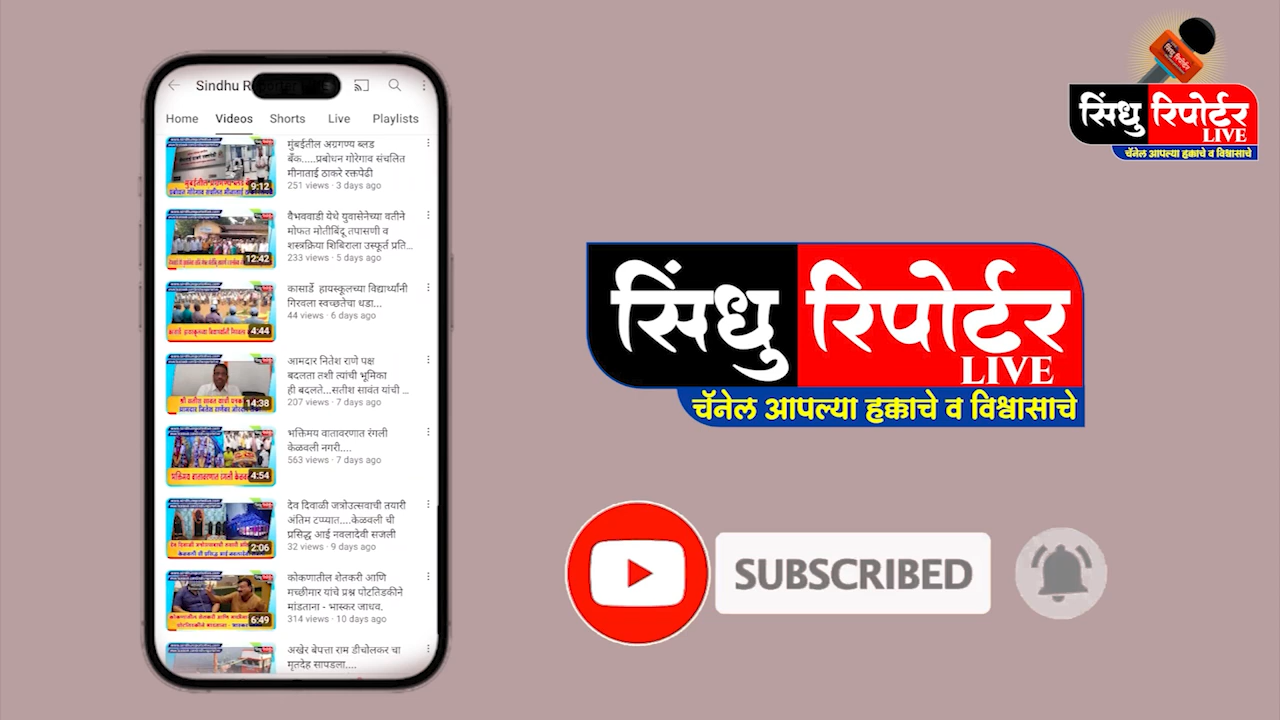 Sindhu R
Home Videos Shorts Live Playlists
मुंबईतील अग्रगण्य ब्लड
बँक.....प्रबोधन गोरेगाव संचलित
मीनाताई ठाकरे रक्तपेढी
251 views · 3 days ago
9:12
वैभववाडी येथे युवासेनेच्या वतीने
मोफत मोतीबिंदू तपासणी व
शस्त्रक्रिया शिबिराला उस्फूर्त प्रति...
233 views · 5 days ago
12:42
कासार्डे हायस्कूलच्या विद्यार्थ्यांनी
गिरवला स्वच्छतेचा धडा...
44 views · 6 days ago
4:44
आमदार नितेश राणे पक्ष
बदलता तशी त्यांची भूमिका
ही बदलते...सतीश सावंत यांची ...
207 views · 7 days ago
14:38
भक्तिमय वातावरणात रंगली
केळवली नगरी....
563 views · 7 days ago
4:54
देव दिवाळी जत्रोउत्सवाची तयारी
अंतिम टप्प्यात....केळवली ची
प्रसिद्ध आई नवलादेवी सजली
32 views · 9 days ago
2:06
कोकणातील शेतकरी आणि
मच्छीमार यांचे प्रश्न पोटतिडकीने
मांडताना - भास्कर जाधव.
314 views · 10 days ago
6:49
अखेर बेपत्ता राम डीचोलकर चा
मृतदेह सापडला....
सिंधु रिपोर्टर
LIVE
चॅनेल आपल्या हक्काचे व विश्वासाचे
सिंधु रिपोर्टर
LIVE
चॅनेल आपल्या हक्काचे व विश्वासाचे
SUBSCRIBED